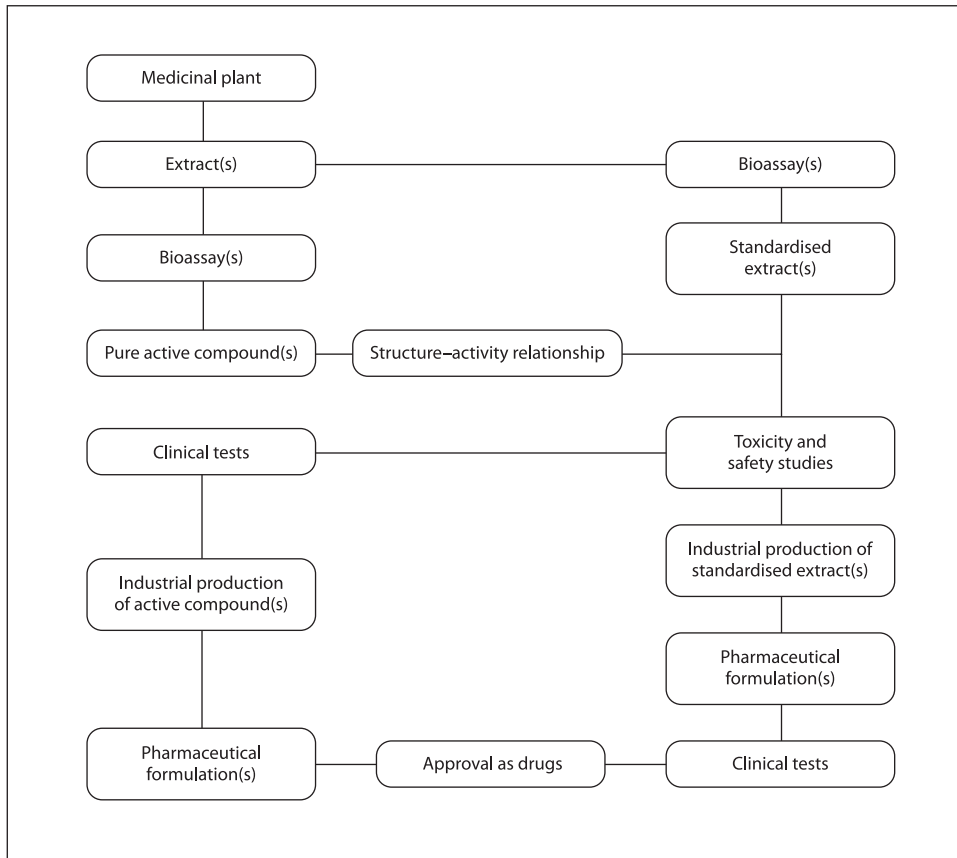 Medicinal plant
Extract(s)
Bioassay(s)
Bioassay(s)
Standardised
extract(s)
Pure active compound(s)
Structure–activity relationship
Clinical tests
Toxicity and
safety studies
Industrial production of
standardised extract(s)
Industrial production
of active compound(s)
Pharmaceutical
formulation(s)
Pharmaceutical
formulation(s)
Approval as drugs
Clinical tests